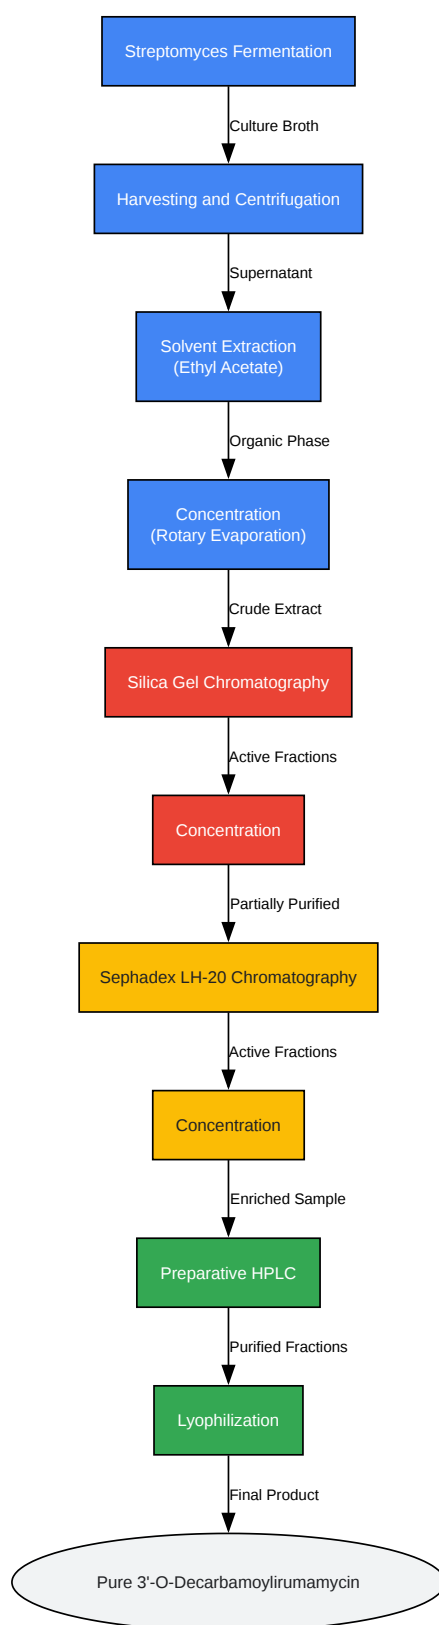 Streptomyces Fermentation
Culture Broth
Harvesting and Centrifugation
Supernatant
Solvent Extraction
(Ethyl Acetate)
Organic Phase
Concentration
(Rotary Evaporation)
Crude Extract
Silica Gel Chromatography
Active Fractions
Concentration
Partially Purified
Sephadex LH-20 Chromatography
Active Fractions
Concentration
Enriched Sample
Preparative HPLC
Purified Fractions
Lyophilization
Final Product
Pure 3'-O-Decarbamoylirumamycin